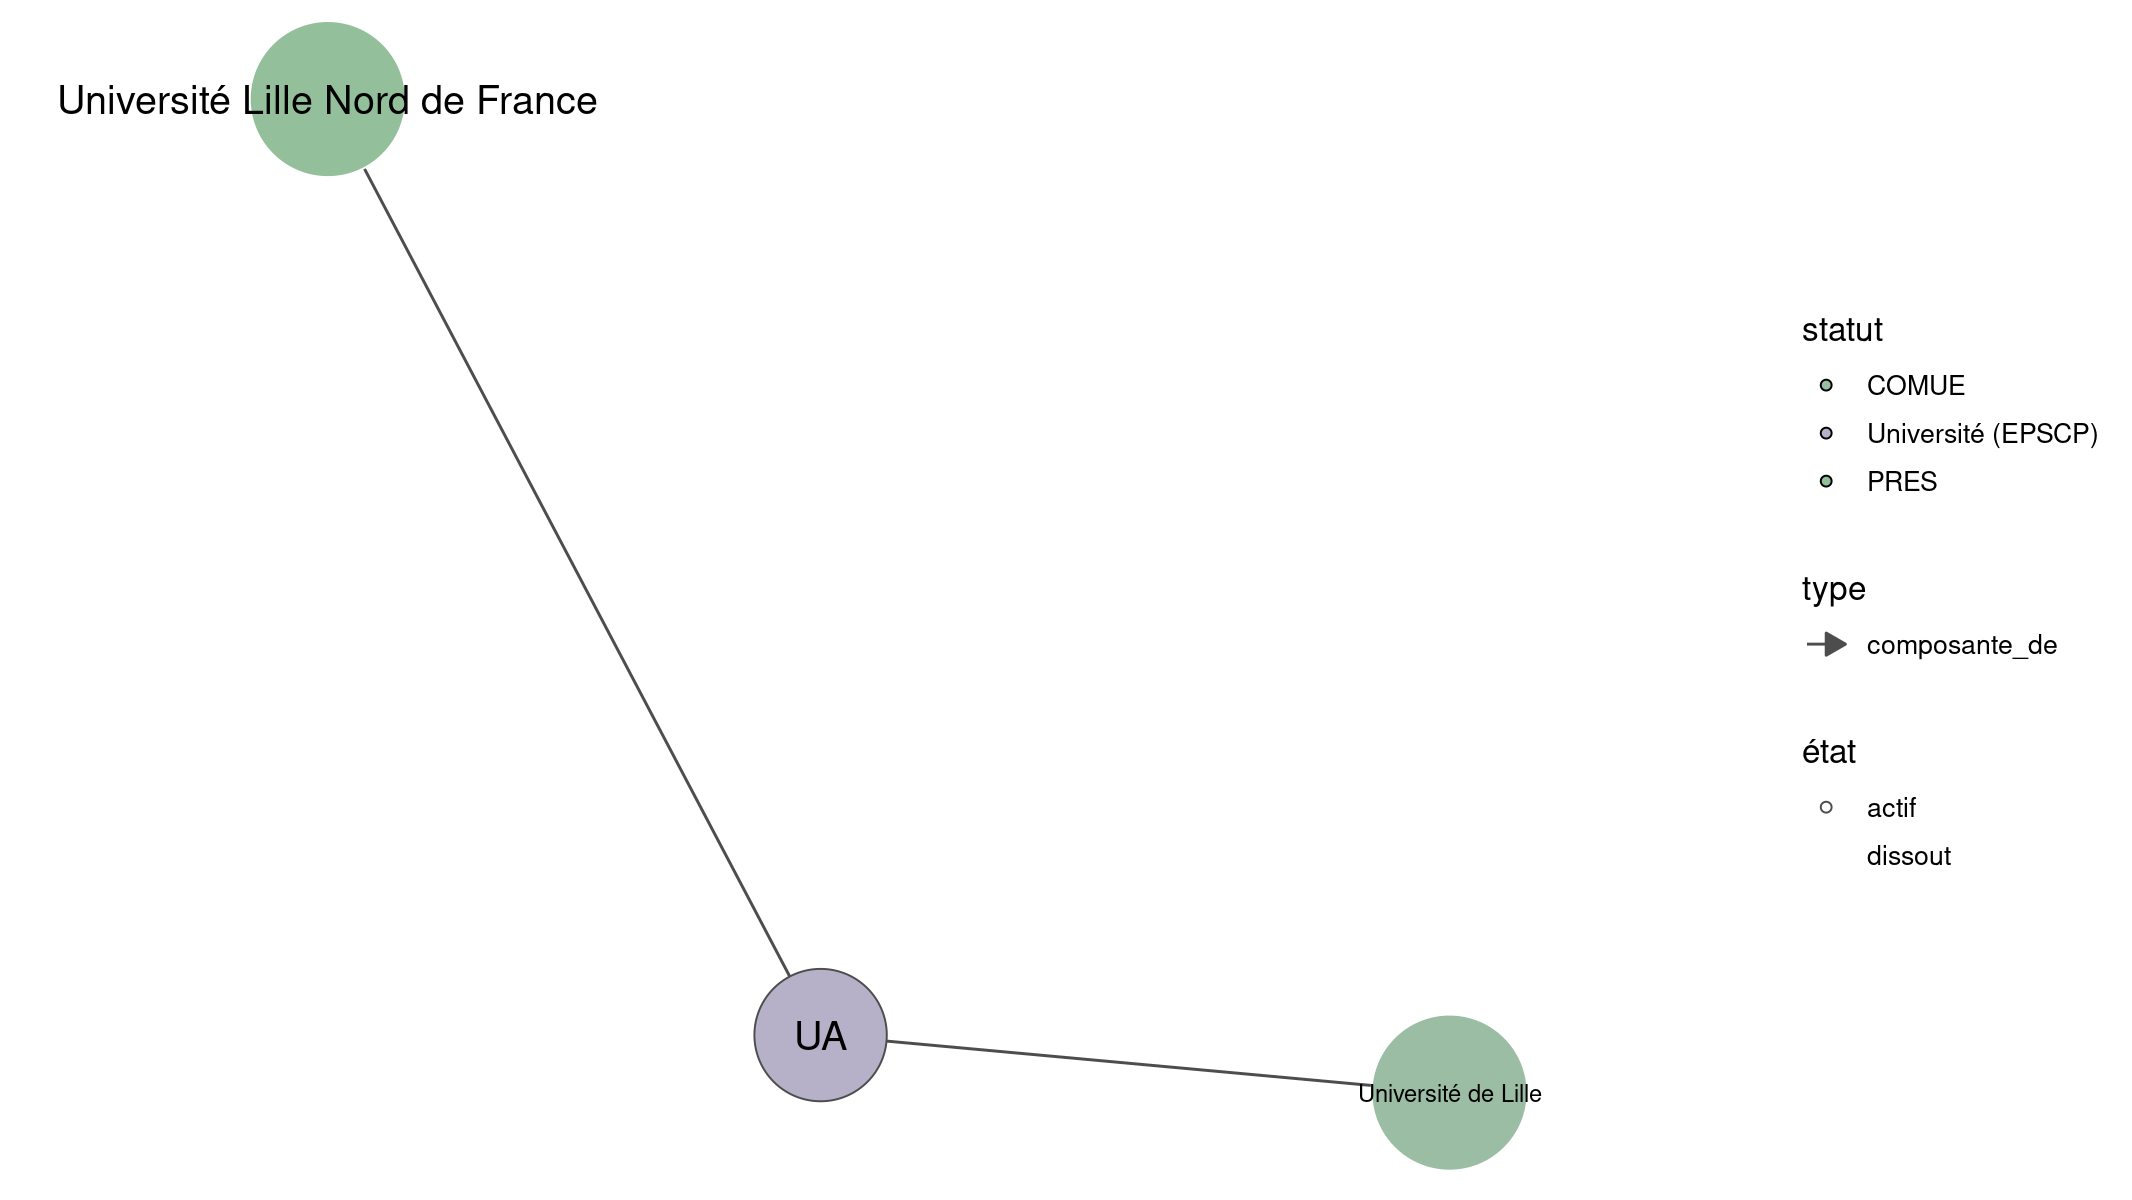 Université Lille Nord de France
statut
COMUE
Université (EPSCP)
PRES
type
composante_de
état
actif
dissout
UA
Université de Lille